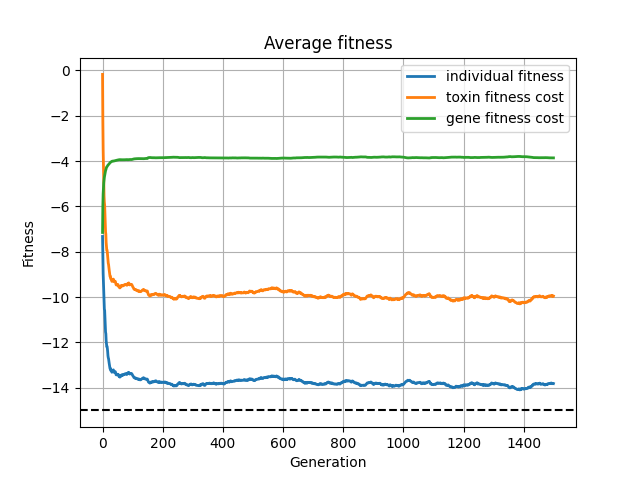 Average fitness
individual fitness
toxin fitness cost
gene fitness cost
Fitness
0
−2
−4
−6
−8
−10
−12
−14
0 200 400 600 800 1000 1200 1400
Generation